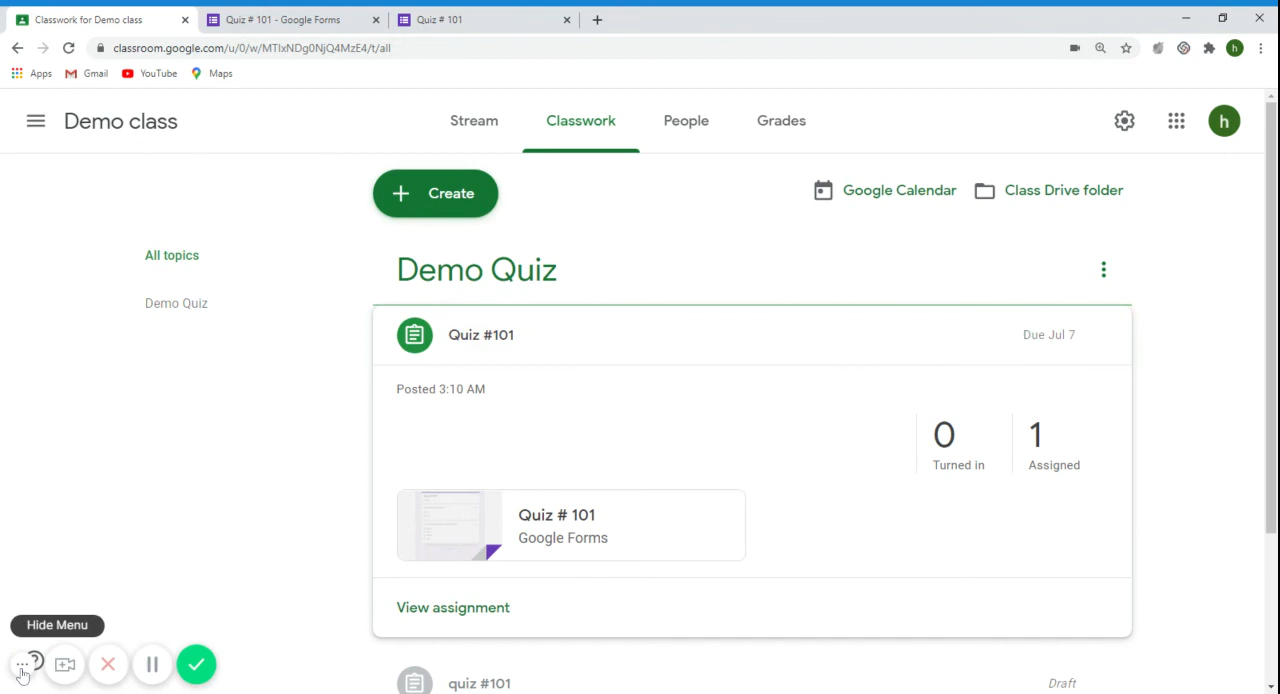 Classwork for Demo class
Quiz # 101 - Google Forms
Quiz # 101
classroom.google.com/u/0/w/MTIxNDg0NjQ4MzE4/t/all
h
Apps
Gmail
YouTube
Maps
Demo class
Stream
Classwork
People
Grades
h
Create
Google Calendar
Class Drive folder
All topics
Demo Quiz
Demo Quiz
Quiz #101
Due Jul 7
Posted 3:10 AM
0
1
Turned in
Assigned
Quiz # 101
Google Forms
View assignment
Hide Menu
?
quiz #101
Draft